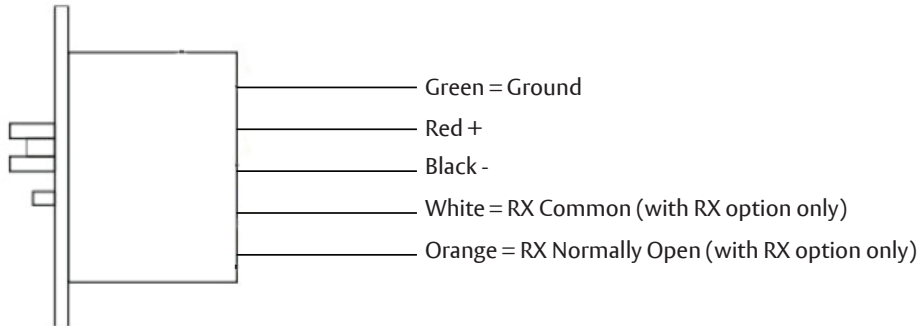 Green = Ground
Red +
Black -
White = RX Common (with RX option only)
Orange = RX Normally Open (with RX option only)